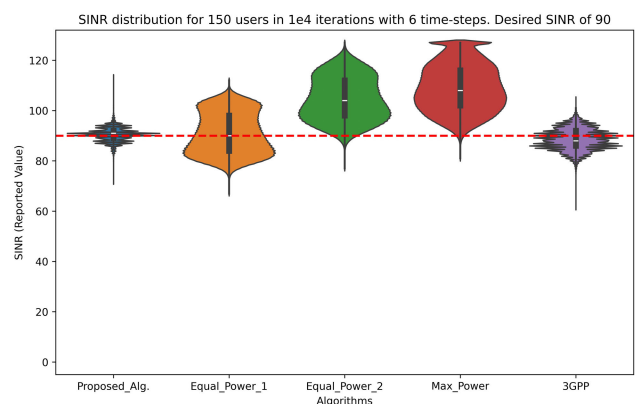 SINR distribution for 150 users in 1e4 iterations with 6 time-steps. Desired SINR of 90
120
100
80
60
40
20
0
SINR (Reported Value)
Proposed_Alg. Equal_Power_1 Equal_Power_2 Max_Power 3GPP
Algorithms